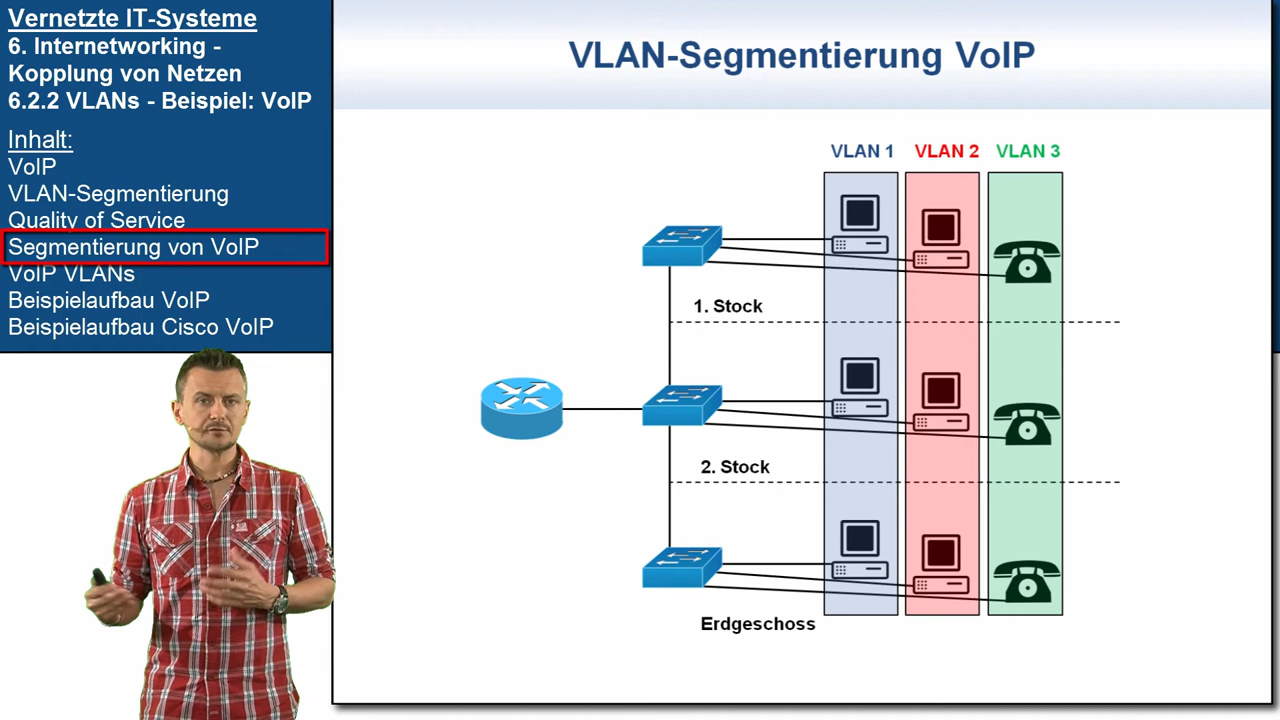 Vernetzte IT-Systeme
6. Internetworking -
Kopplung von Netzen
6.2.2 VLANs - Beispiel: VoIP
Inhalt:
VoIP
VLAN-Segmentierung
Quality of Service
Segmentierung von VoIP
VoIP VLANs
Beispielaufbau VoIP
Beispielaufbau Cisco VoIP
VLAN-Segmentierung VoIP
VLAN 1 VLAN 2 VLAN 3
1. Stock
2. Stock
Erdgeschoss